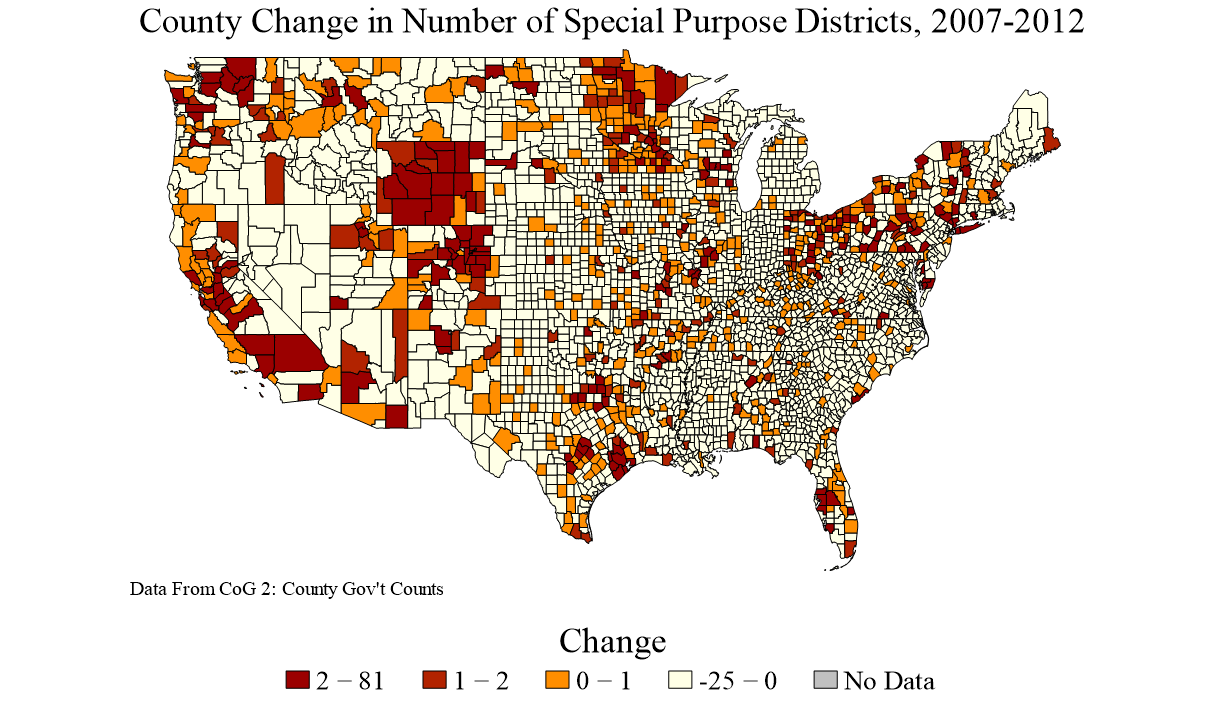 County Change in Number of Special Purpose Districts, 2007-2012
Data From CoG 2: County Gov't Counts
Change
2 − 81 1 − 2 0 − 1 -25 − 0 No Data